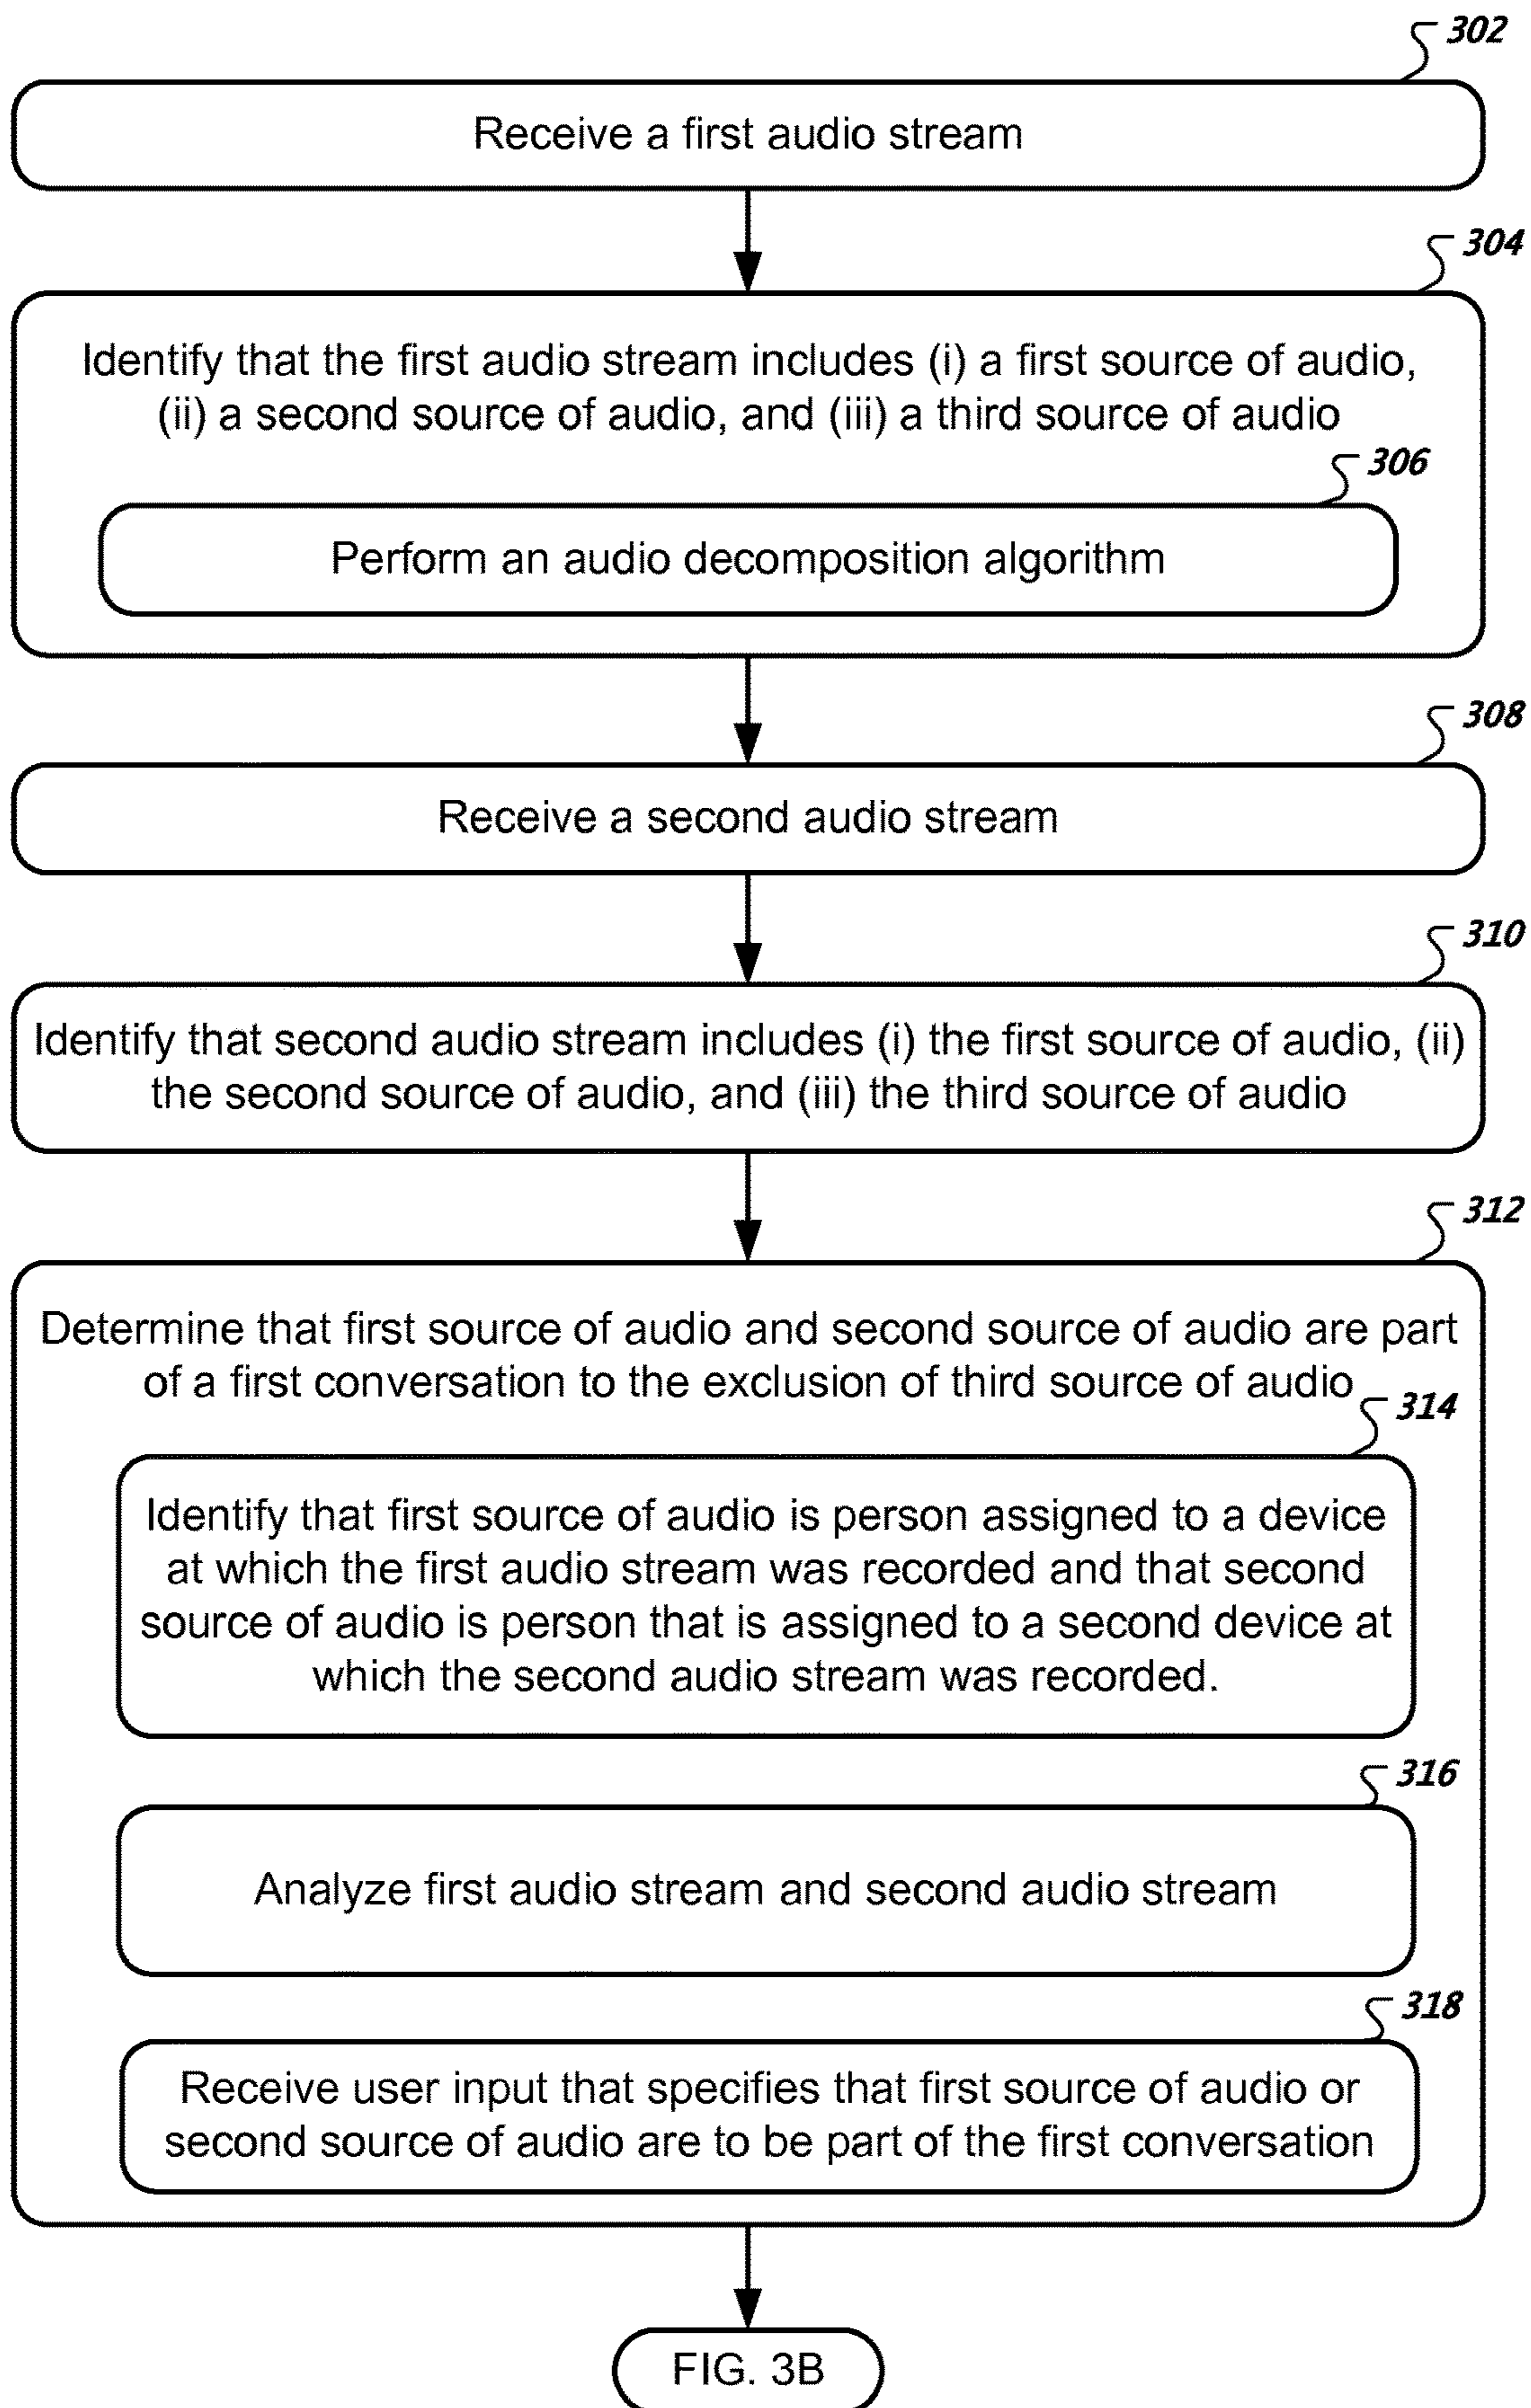 302
Receive a first audio stream
304
Identify that the first audio stream includes (i) a first source of audio,
(ii) a second source of audio, and (iii) a third source of audio
306
Perform an audio decomposition algorithm
308
Receive a second audio stream
310
Identify that second audio stream includes (i) the first source of audio, (ii)
the second source of audio, and (iii) the third source of audio
312
Determine that first source of audio and second source of audio are part
of a first conversation to the exclusion of third source of audio
314
Identify that first source of audio is person assigned to a device
at which the first audio stream was recorded and that second
source of audio is person that is assigned to a second device at
which the second audio stream was recorded.
316
Analyze first audio stream and second audio stream
318
Receive user input that specifies that first source of audio or
second source of audio are to be part of the first conversation
FIG. 3B